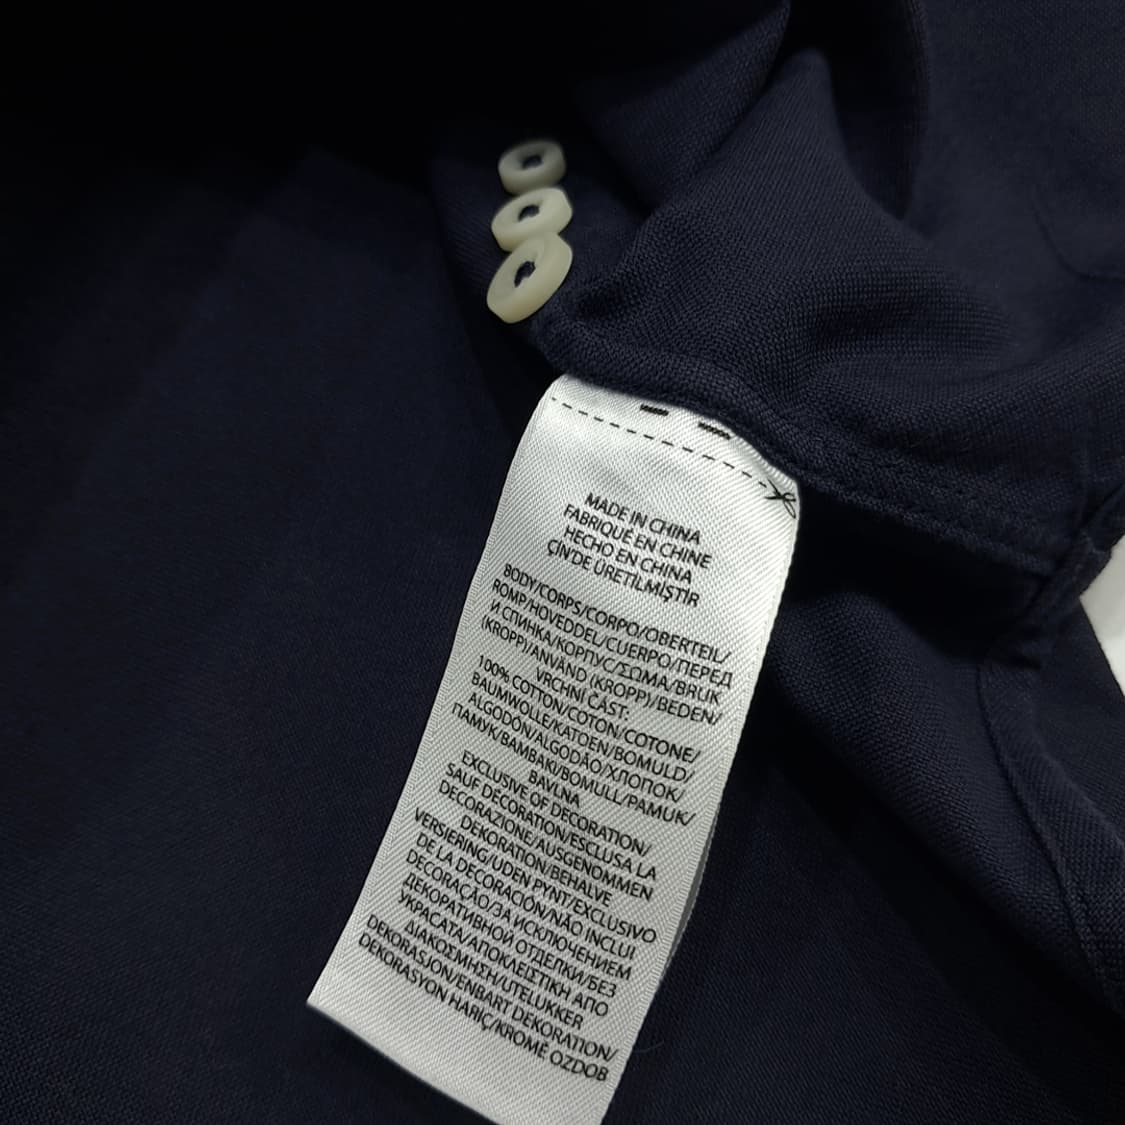 MADE IN CHINA
FABRIQUÉ EN CHINE
HECHO EN CHINA
ÇİN'DE ÜRETİLMİŞTİR
BODY/CORPS/CORPO/OBERTEIL/
ROMP/HOVEDDEL/CUERPO/ПЕРЕД
И СПИНКА/КОРПУС/ΣΩΜΑ/BRUK
(KROPP)/ANVÄND (KROPP)/BEDEN/
VRCHNÍ ČÁST:
100% COTTON/COTON/COTONE/
BAUMWOLLE/KATOEN/BOMULD/
ALGODÓN/ALGODÃO/ХЛОПОК/
ПАМУК/ΒΑΜΒΑΚΙ/BOMULL/PAMUK/
BAVLNA
EXCLUSIVE OF DECORATION/
SAUF DÉCORATION/ESCLUSA LA
DECORAZIONE/AUSGENOMMEN
DEKORATION/BEHALVE
VERSIERING/UDEN PYNT/EXCLUSIVO
DE LA DECORACIÓN/NÃO INCLUI
DECORAÇÃO/ЗА ИСКЛЮЧЕНИЕМ
ДЕКОРАТИВНОЙ ОТДЕЛКИ/БЕЗ
УКРАСАТА/ΑΠΟΚΛΕΙΣΤΙΚΗ ΑΠΟ
ΔΙΑΚΟΣΜΗΣΗ/UTELUKKER
DEKORASJON/ENBART DEKORATION/
DEKORASYON HARİÇ/KROMĚ OZDOB